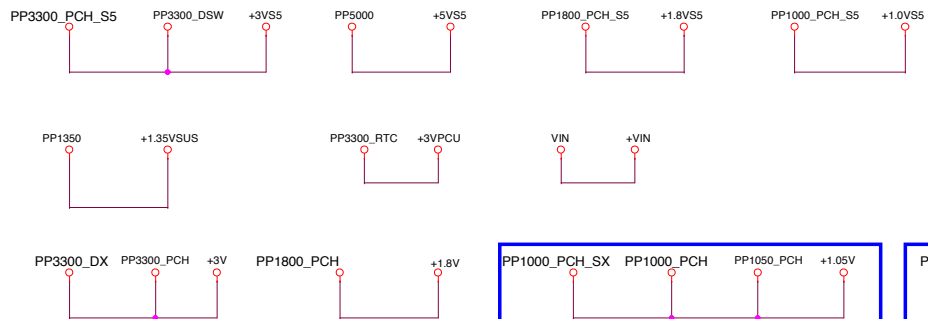 PP3300_PCH_S5 PP3300_DSW +3VS5 PP5000 +5VS5 PP1800_PCH_S5 +1.8VS5 PP1000_PCH_S5 +1.0VS5
PP1350 +1.35VSUS PP3300_RTC +3VPCU VIN +VIN
PP3300_DX PP3300_PCH +3V PP1800_PCH +1.8V PP1000_PCH_SX PP1000_PCH PP1050_PCH +1.05V P